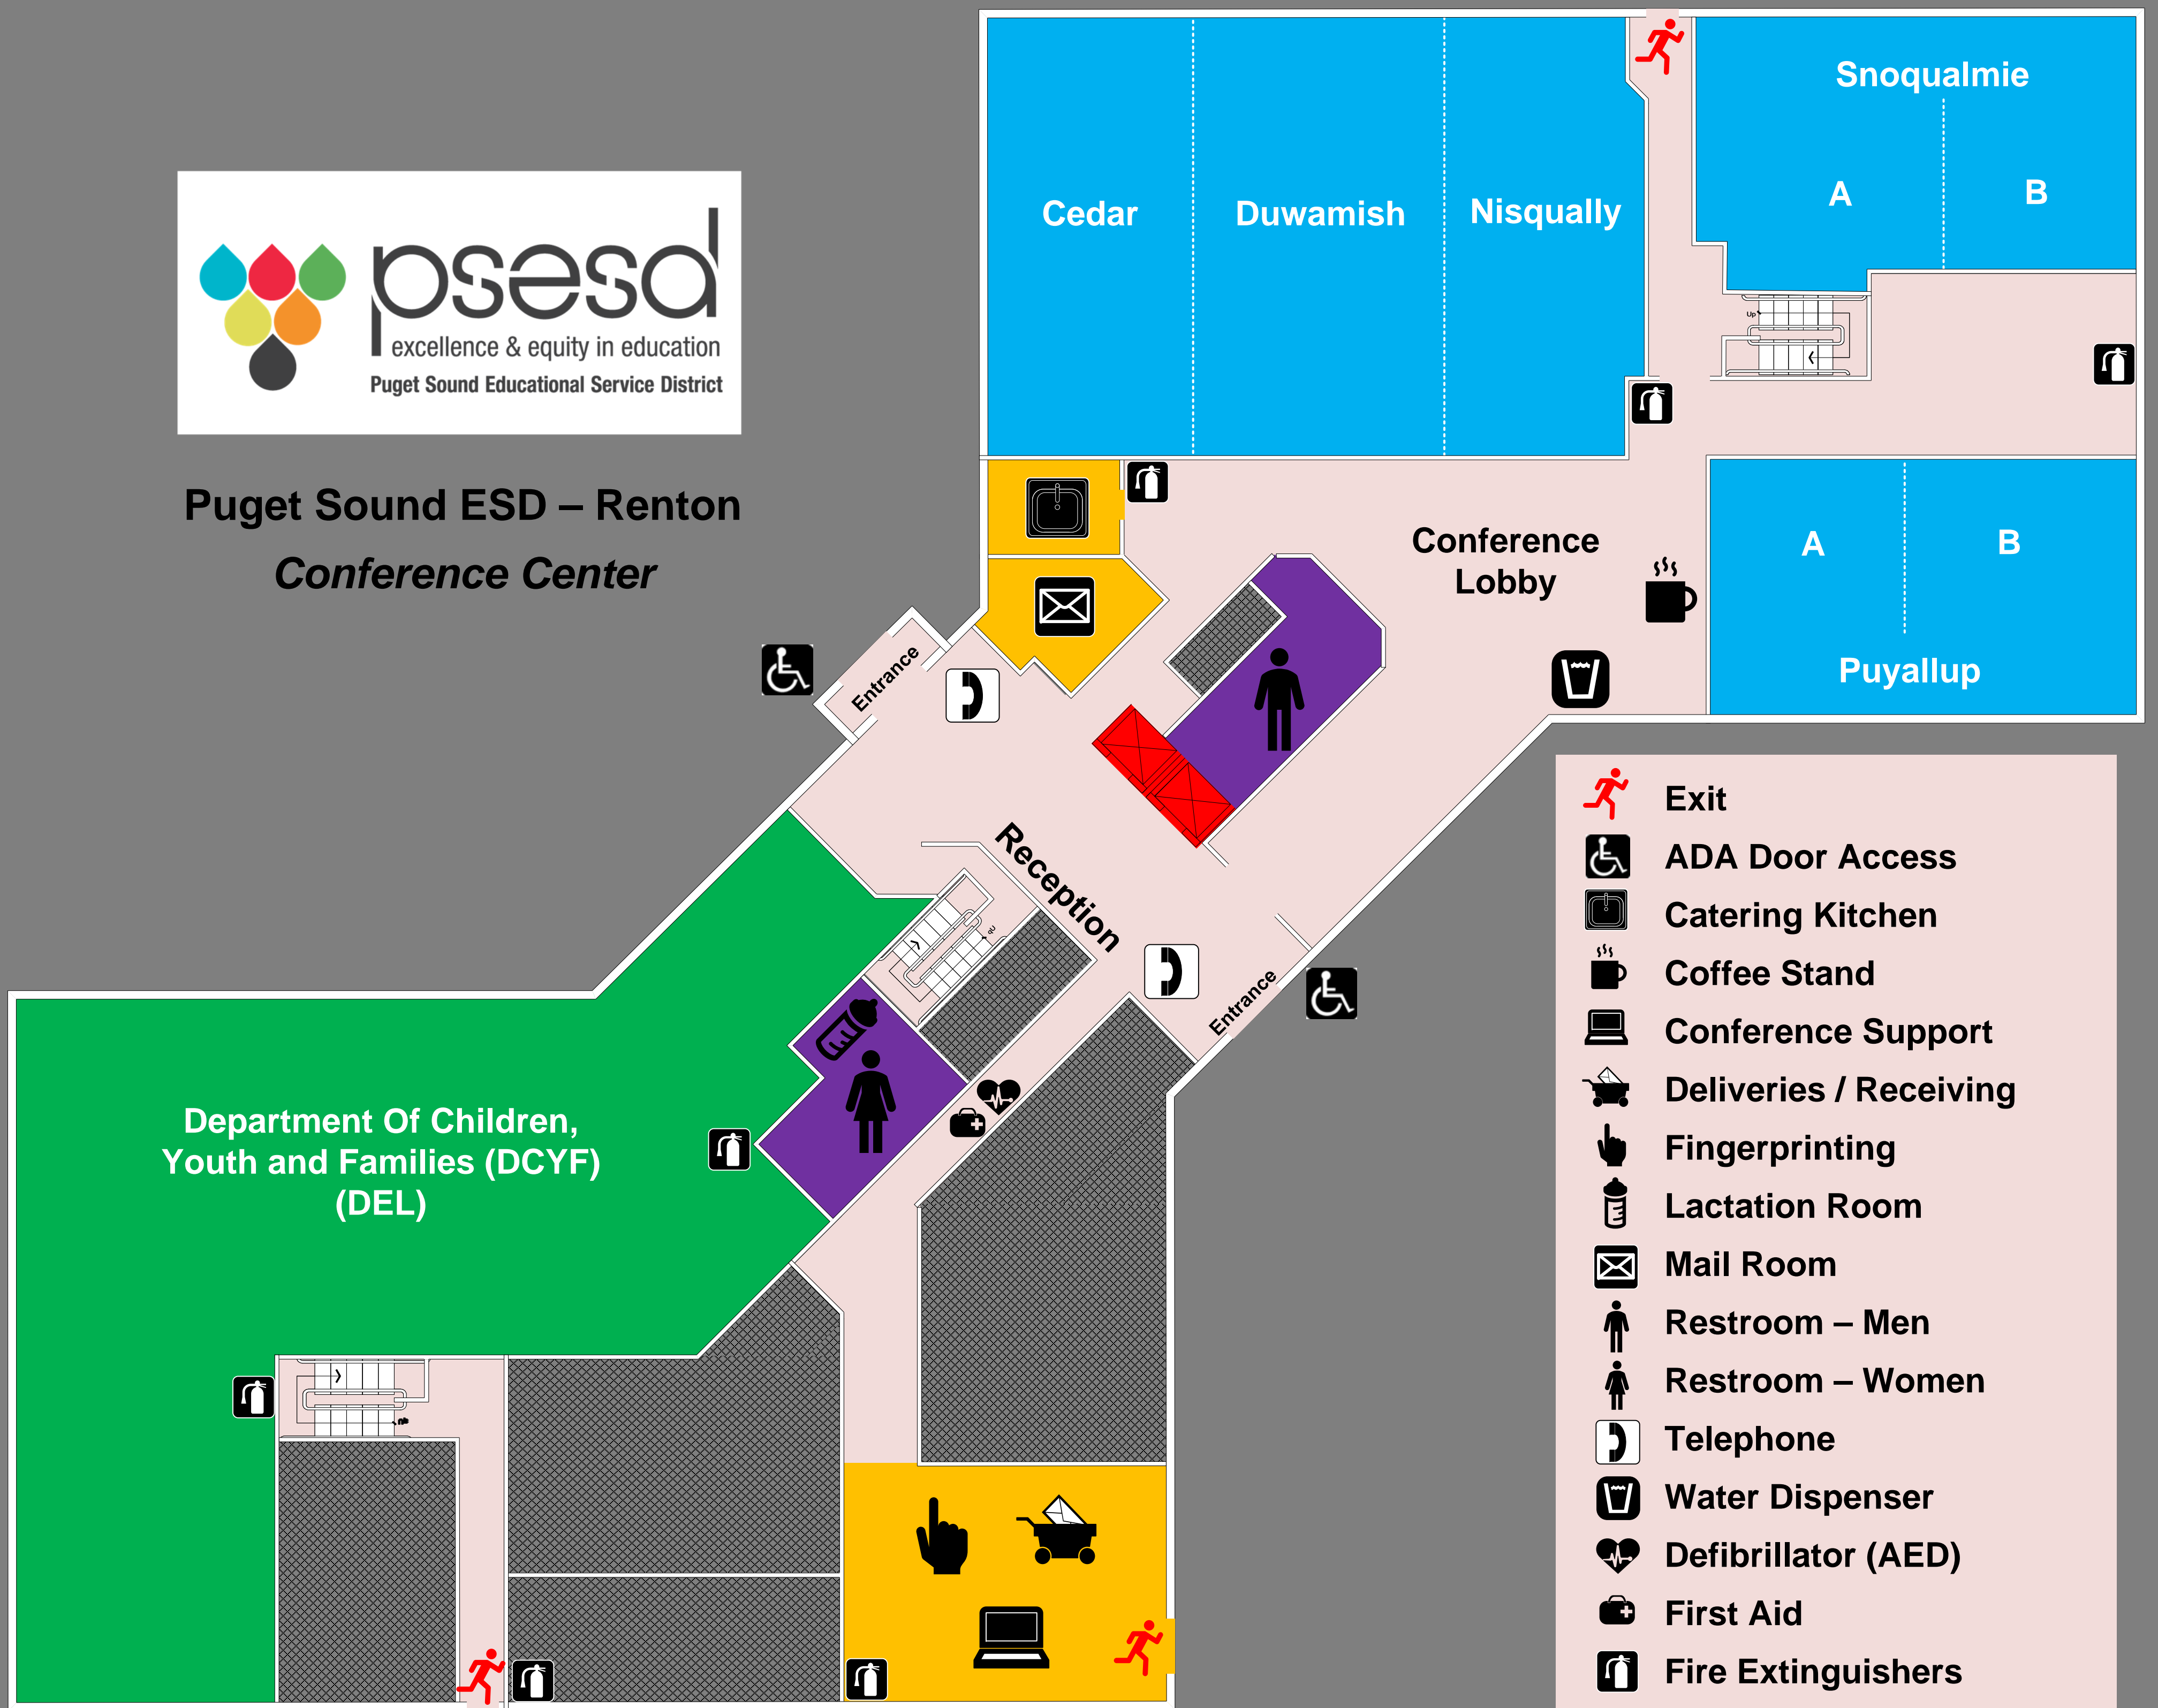 psesd
excellence & equity in education
Puget Sound Educational Service District
Puget Sound ESD – Renton
Conference Center
Cedar
Duwamish
Nisqually
Snoqualmie
A
B
Up
Conference
Lobby
A
B
Puyallup
Entrance
Reception
Up
Entrance
Department Of Children,
Youth and Families (DCYF)
(DEL)
Up
Exit
ADA Door Access
Catering Kitchen
Coffee Stand
Conference Support
Deliveries / Receiving
Fingerprinting
Lactation Room
Mail Room
Restroom – Men
Restroom – Women
Telephone
Water Dispenser
Defibrillator (AED)
First Aid
Fire Extinguishers